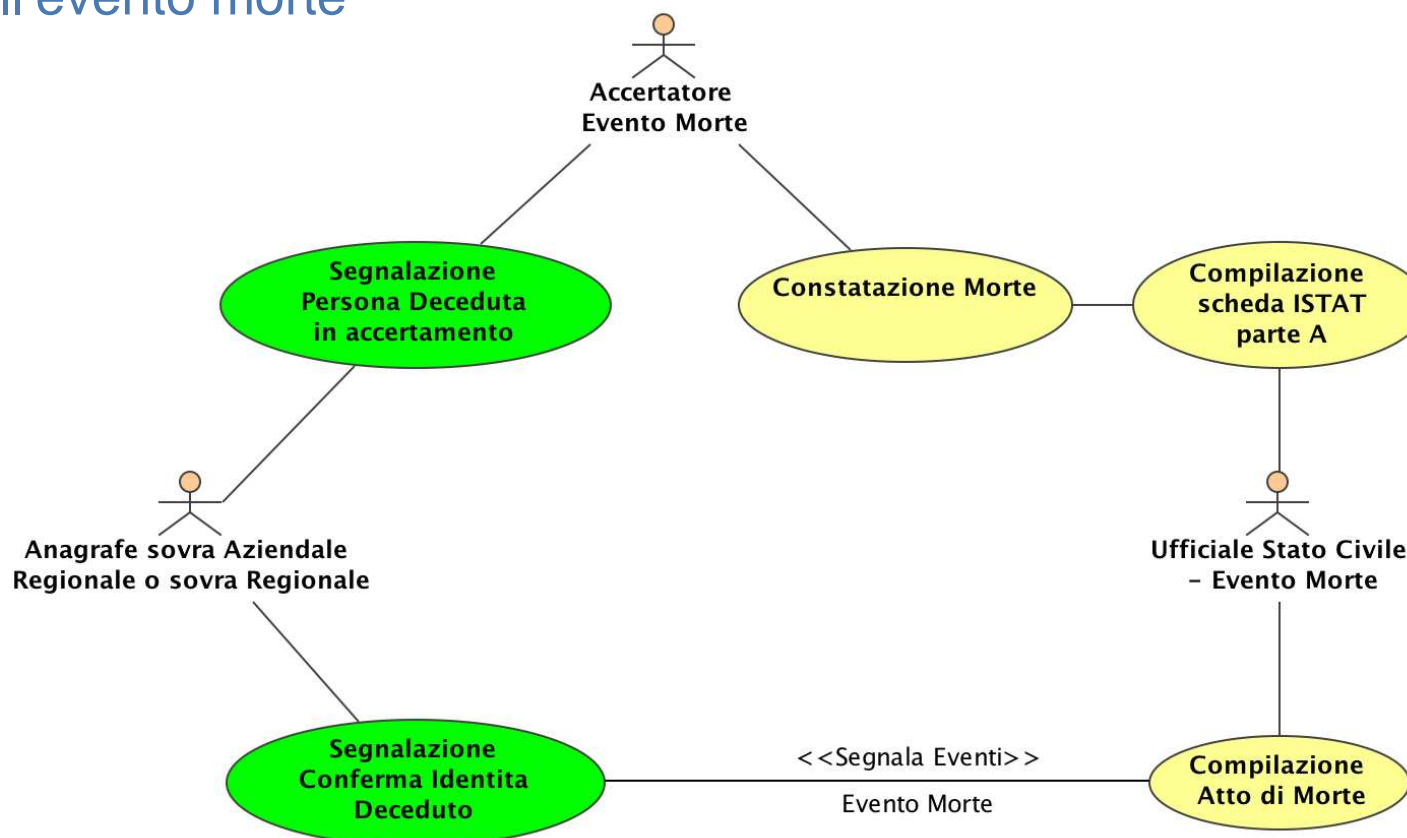 evento morte
Accertatore
Evento Morte
Segnalazione
Persona Deceduta
in accertamento
Constatazione Morte
Compilazione
scheda ISTAT
parte A
Anagrafe sovra Aziendale
Regionale o sovra Regionale
Ufficiale Stato Civile
– Evento Morte
Segnalazione
Conferma Identita
Deceduto
<<Segnala Eventi>>
Evento Morte
Compilazione
Atto di Morte